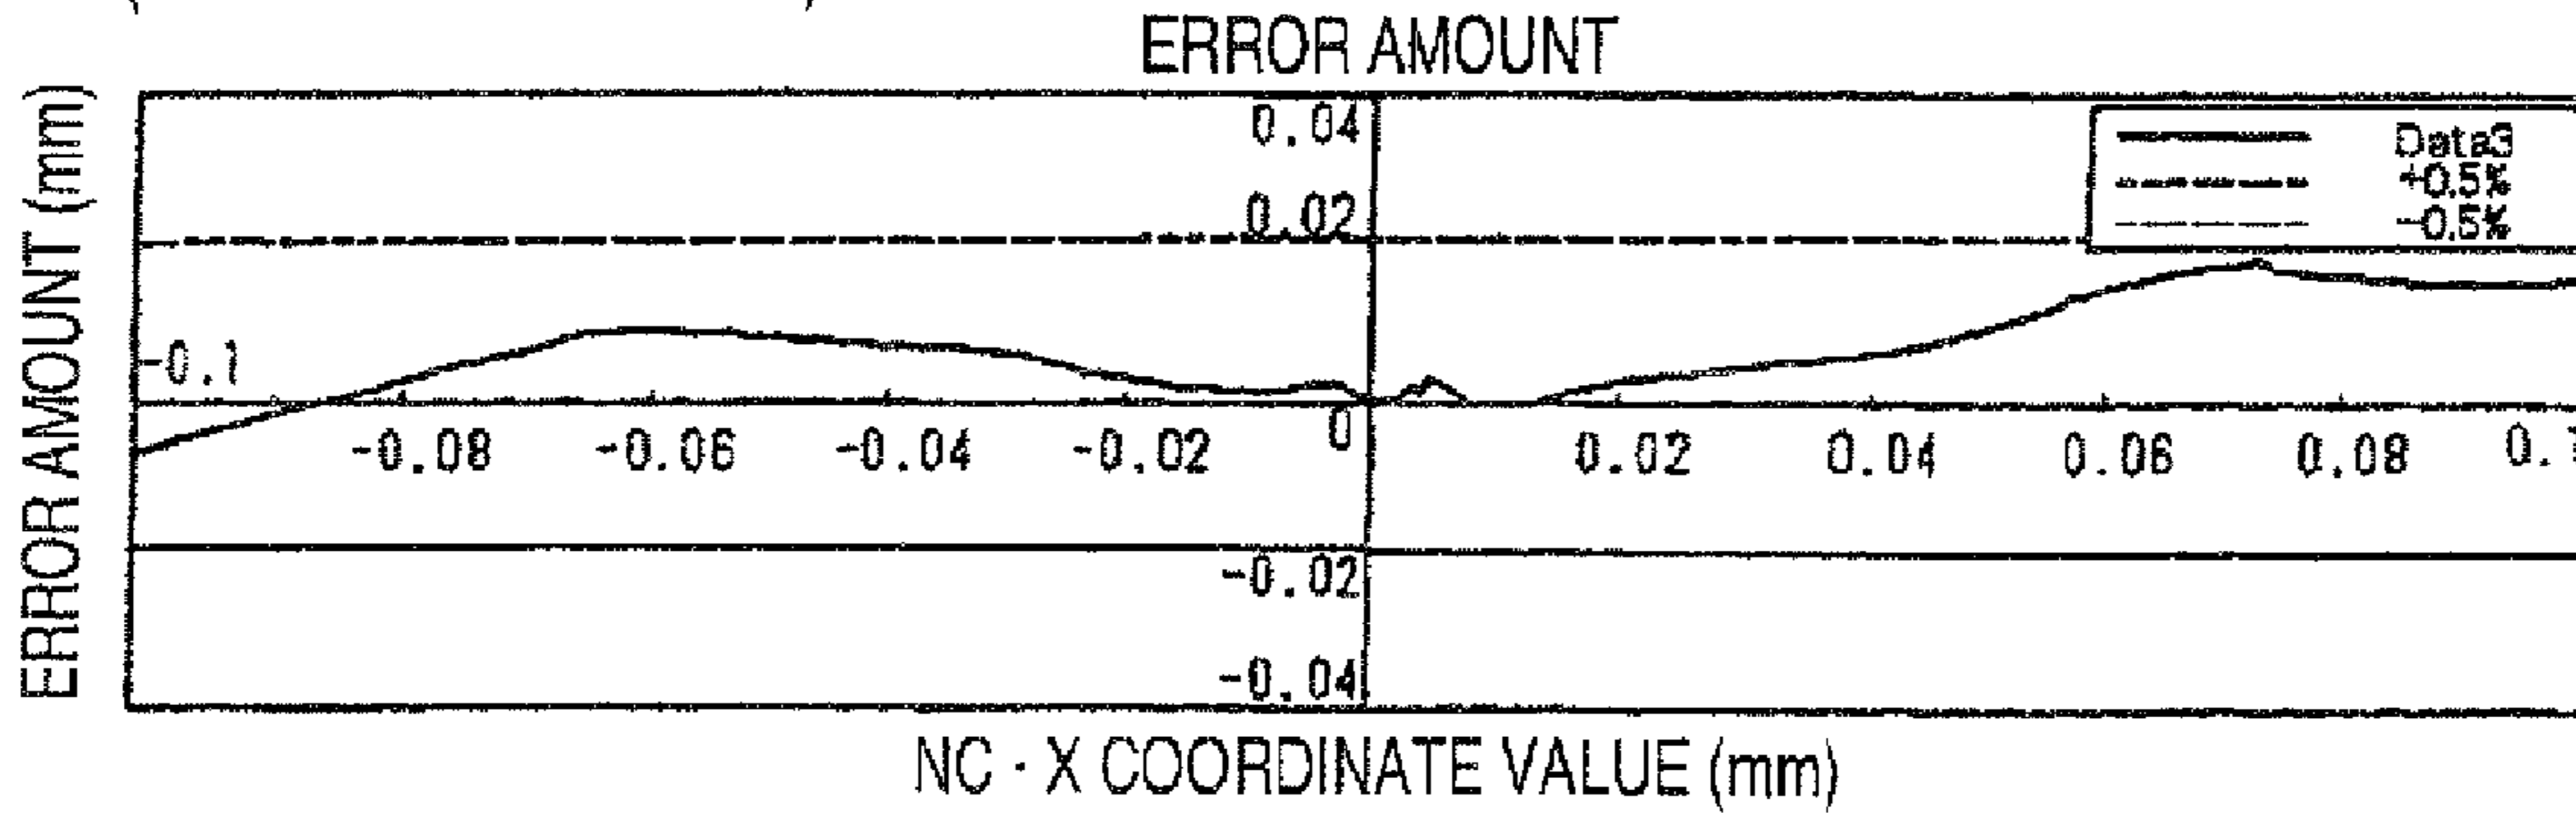 ERROR AMOUNT
ERROR AMOUNT (mm)
0.04
0.02
Data3
+0.5%
-0.5%
-0.1
-0.08 -0.06 -0.04 -0.02 0 0.02 0.04 0.06 0.08
-0.02
-0.04
NC · X COORDINATE VALUE (mm)